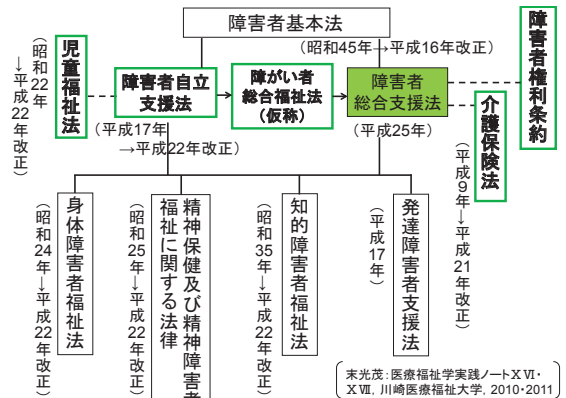 障害者基本法
（昭和45年→平成16年改正）
児童福祉法
（昭和22年
→平成22年改正）
障害者自立
支援法
（平成17年
→平成22年改正）
障がい者
総合福祉法
（仮称）
障害者
総合支援法
（平成25年）
障害者権利条約
介護保険法
（平成9年→平成
21年改正）
身体障害者福祉法
（昭和24年→平成22年改正）
精神保健及び精神障害者
福祉に関する法律
（昭和25年→平成22年改正）
知的障害者福祉法
（昭和35年→平成22年改正）
発達障害者支援法
（平成17年）
末光茂：医療福祉学実践ノートⅩⅥ・
ⅩⅦ，川崎医療福祉大学，2010・2011